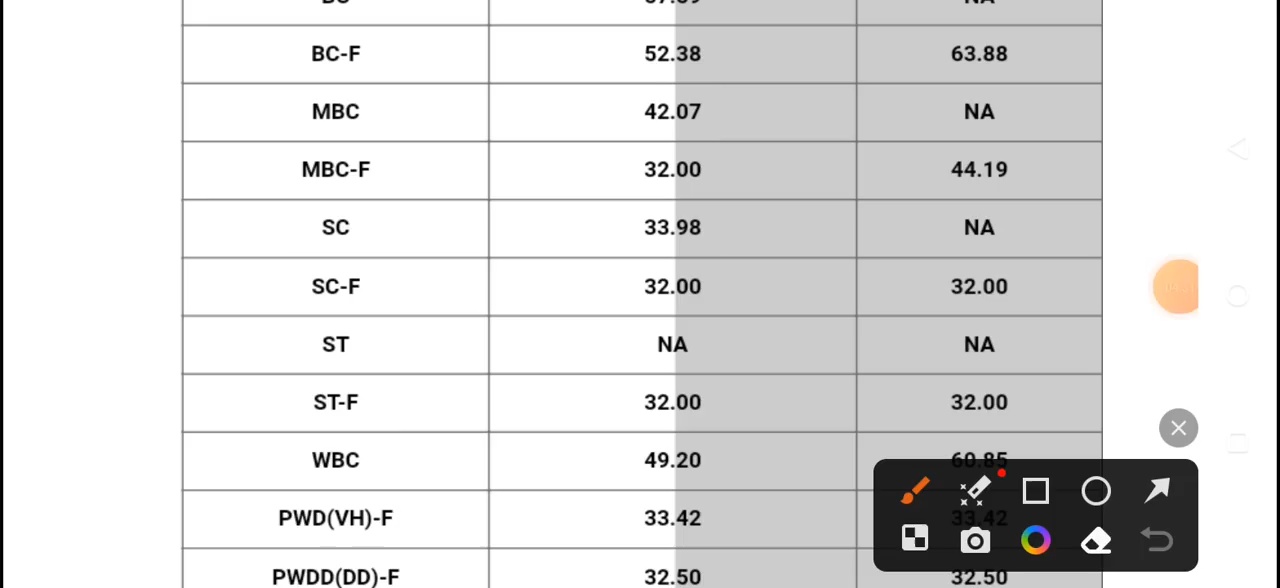 BC-F 52.38 63.88
MBC 42.07 NA
MBC-F 32.00 44.19
SC 33.98 NA
SC-F 32.00 32.00
ST NA NA
ST-F 32.00 32.00
WBC 49.20 60.85
PWD(VH)-F 33.42 33.42
PWDD(DD)-F 32.50 32.50